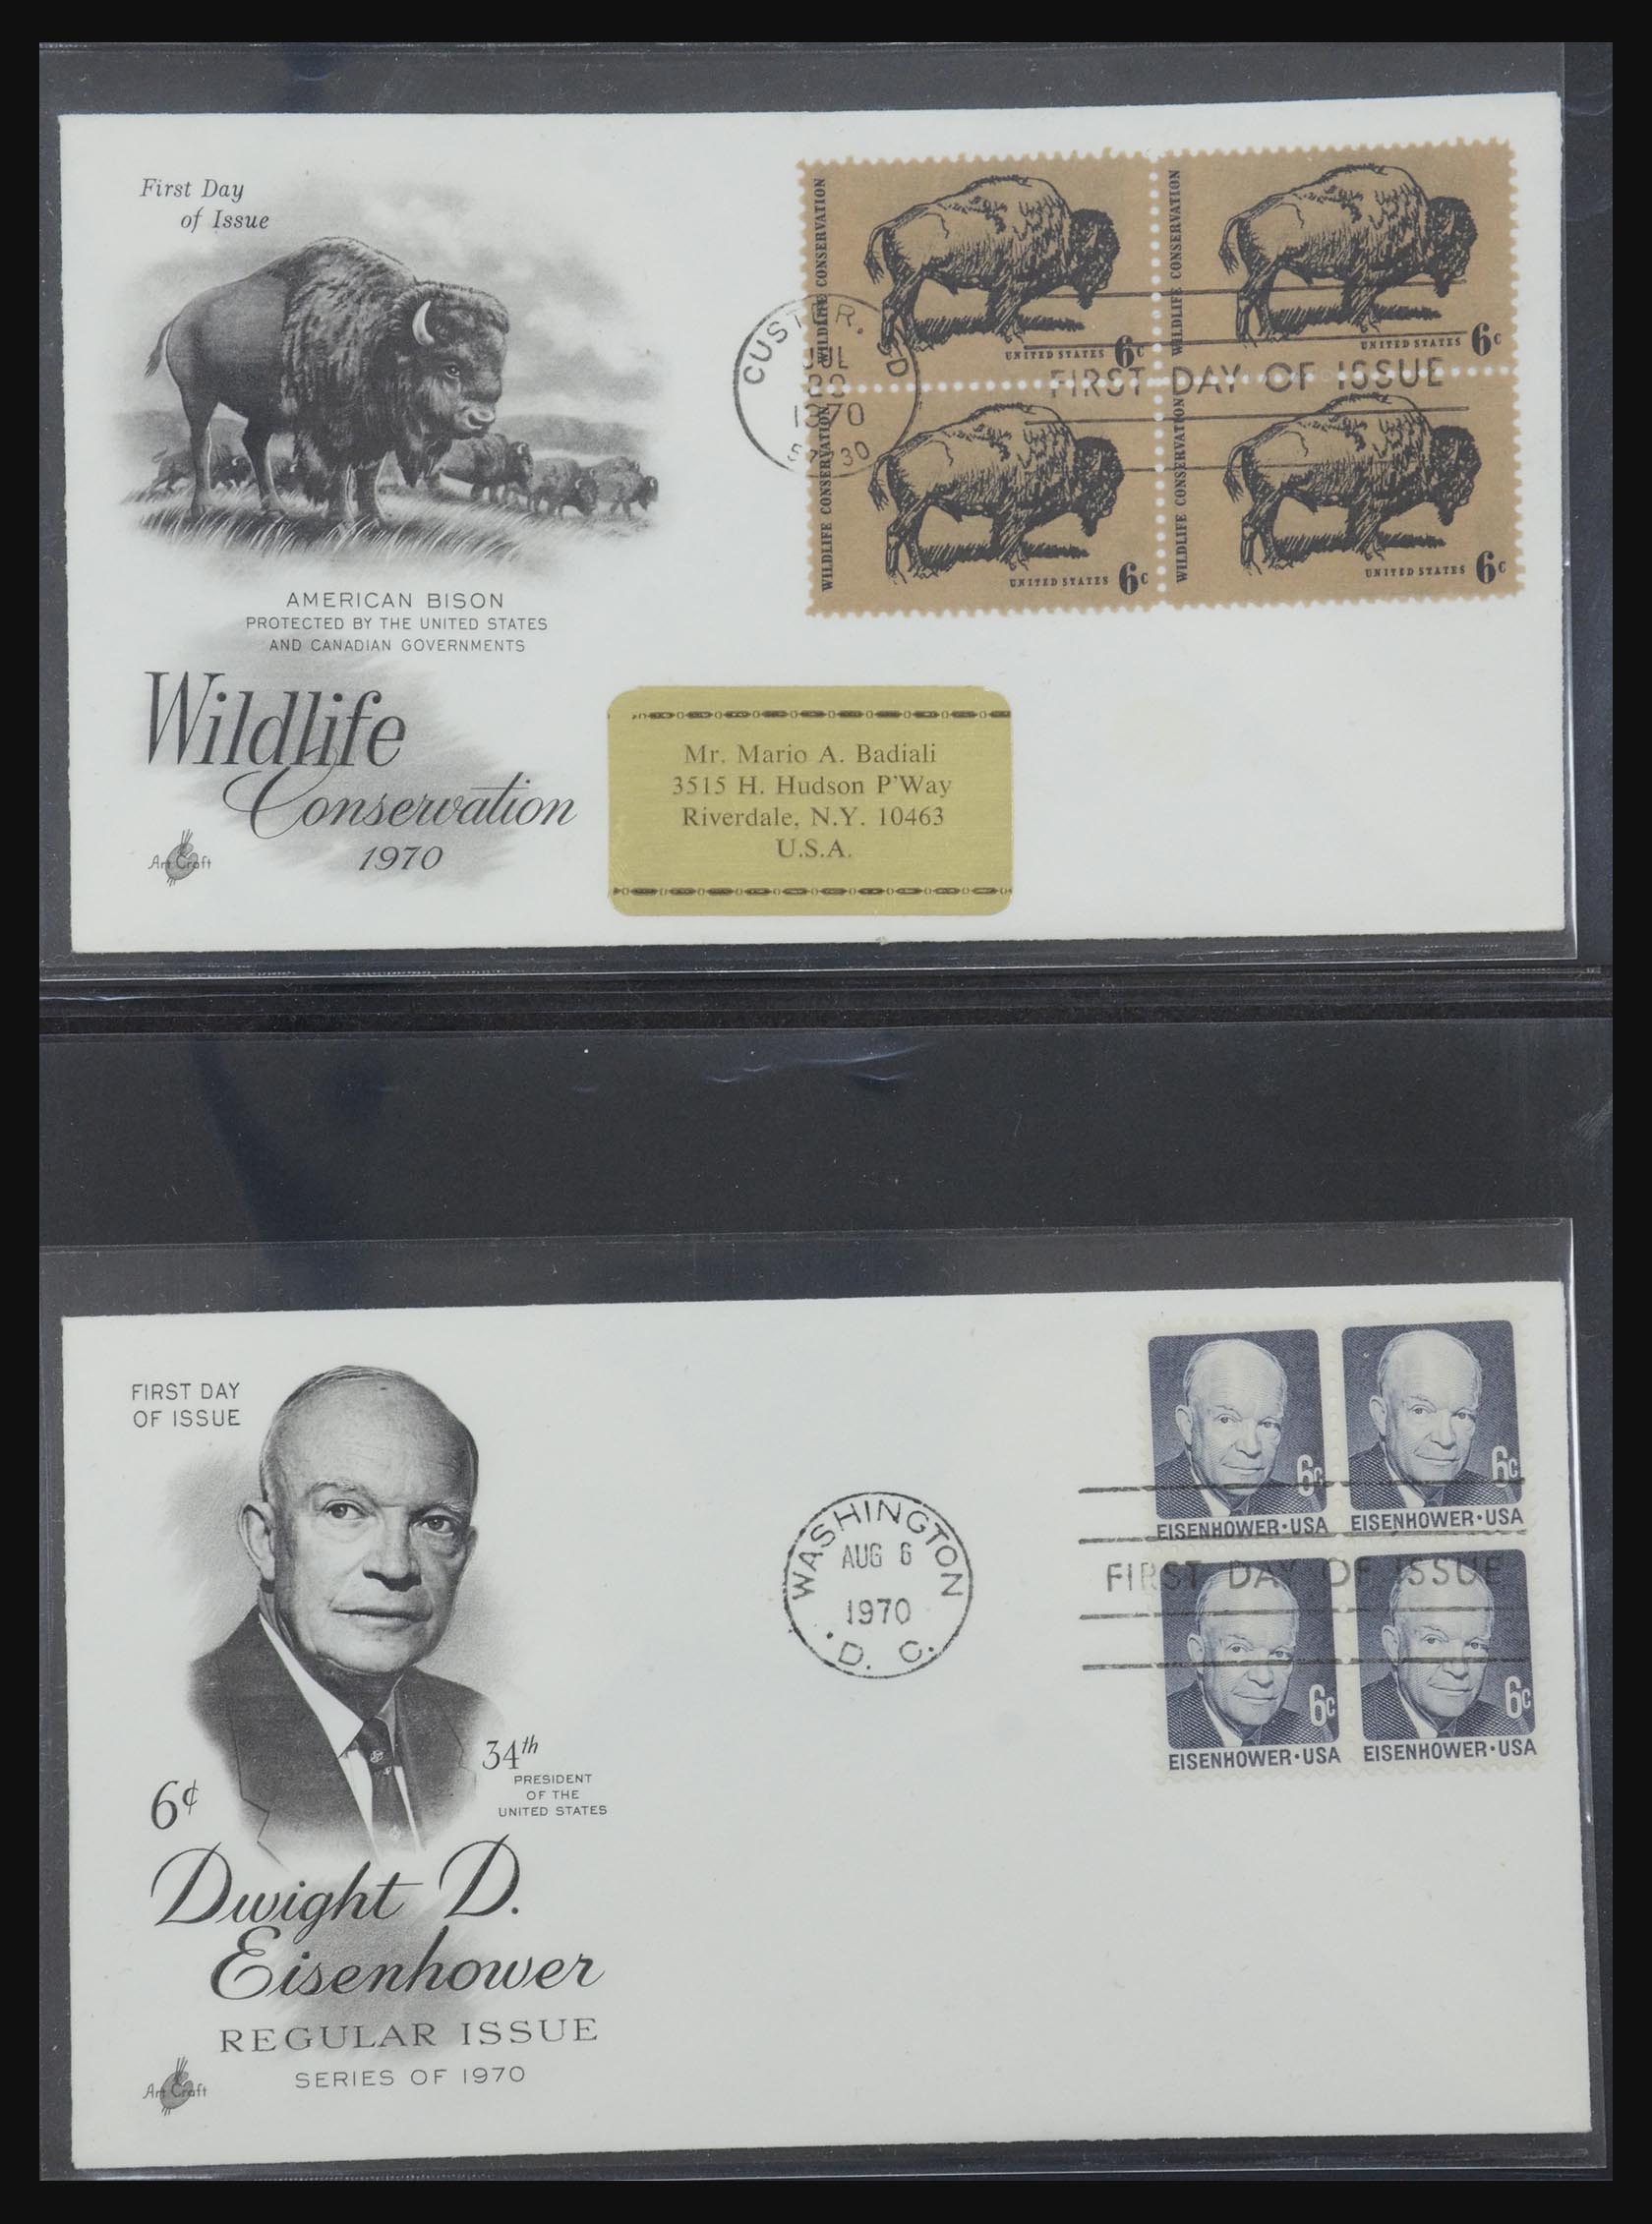 First Day
of Issue
AMERICAN BISON
PROTECTED BY THE UNITED STATES
AND CANADIAN GOVERNMENTS
Wildlife
Conservation
1970
Art Craft
WILDLIFE CONSERVATION
UNITED STATES 6c
WILDLIFE CONSERVATION
UNITED STATES 6c
WILDLIFE CONSERVATION
UNITED STATES 6c
WILDLIFE CONSERVATION
UNITED STATES 6c
JUL
1970
FIRST DAY OF ISSUE
Mr. Mario A. Badiali
3515 H. Hudson P'Way
Riverdale, N.Y. 10463
U.S.A.
FIRST DAY
OF ISSUE
34th
PRESIDENT
OF THE
UNITED STATES
6¢
Dwight D.
Eisenhower
REGULAR ISSUE
SERIES OF 1970
Art Craft
WASHINGTON
AUG 6
1970
D. C.
6c
EISENHOWER·USA
6c
EISENHOWER·USA
FIRST DAY OF ISSUE
6c
EISENHOWER·USA
6c
EISENHOWER·USA